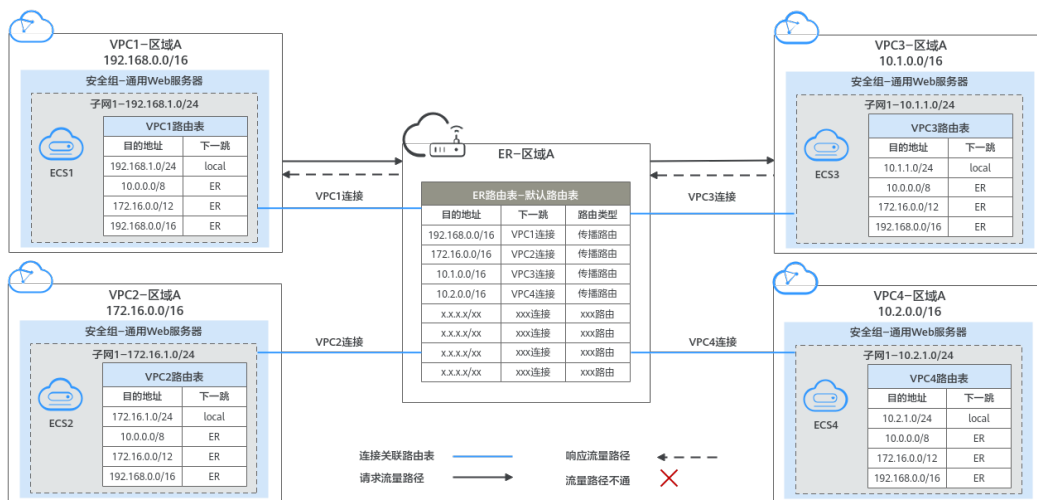 VPC1-区域A
192.168.0.0/16
安全组-通用Web服务器
子网1-192.168.1.0/24
VPC1路由表
目的地址 下一跳
192.168.1.0/24 local
10.0.0.0/8 ER
172.16.0.0/12 ER
192.168.0.0/16 ER
ECS1
VPC2-区域A
172.16.0.0/16
安全组-通用Web服务器
子网1-172.16.1.0/24
VPC2路由表
目的地址 下一跳
172.16.1.0/24 local
10.0.0.0/8 ER
172.16.0.0/12 ER
192.168.0.0/16 ER
ECS2
VPC1连接
VPC2连接
ER-区域A
ER路由表-默认路由表
目的地址 下一跳 路由类型
192.168.0.0/16 VPC1连接 传播路由
172.16.0.0/16 VPC2连接 传播路由
10.1.0.0/16 VPC3连接 传播路由
10.2.0.0/16 VPC4连接 传播路由
x.x.x.x/xx xxx连接 xxx路由
x.x.x.x/xx xxx连接 xxx路由
x.x.x.x/xx xxx连接 xxx路由
x.x.x.x/xx xxx连接 xxx路由
VPC3连接
VPC4连接
VPC3-区域A
10.1.0.0/16
安全组-通用Web服务器
子网1-10.1.1.0/24
VPC3路由表
目的地址 下一跳
10.1.1.0/24 local
10.0.0.0/8 ER
172.16.0.0/12 ER
192.168.0.0/16 ER
ECS3
VPC4-区域A
10.2.0.0/16
安全组-通用Web服务器
子网1-10.2.1.0/24
VPC4路由表
目的地址 下一跳
10.2.1.0/24 local
10.0.0.0/8 ER
172.16.0.0/12 ER
192.168.0.0/16 ER
ECS4
连接关联路由表
响应流量路径
请求流量路径
流量路径不通